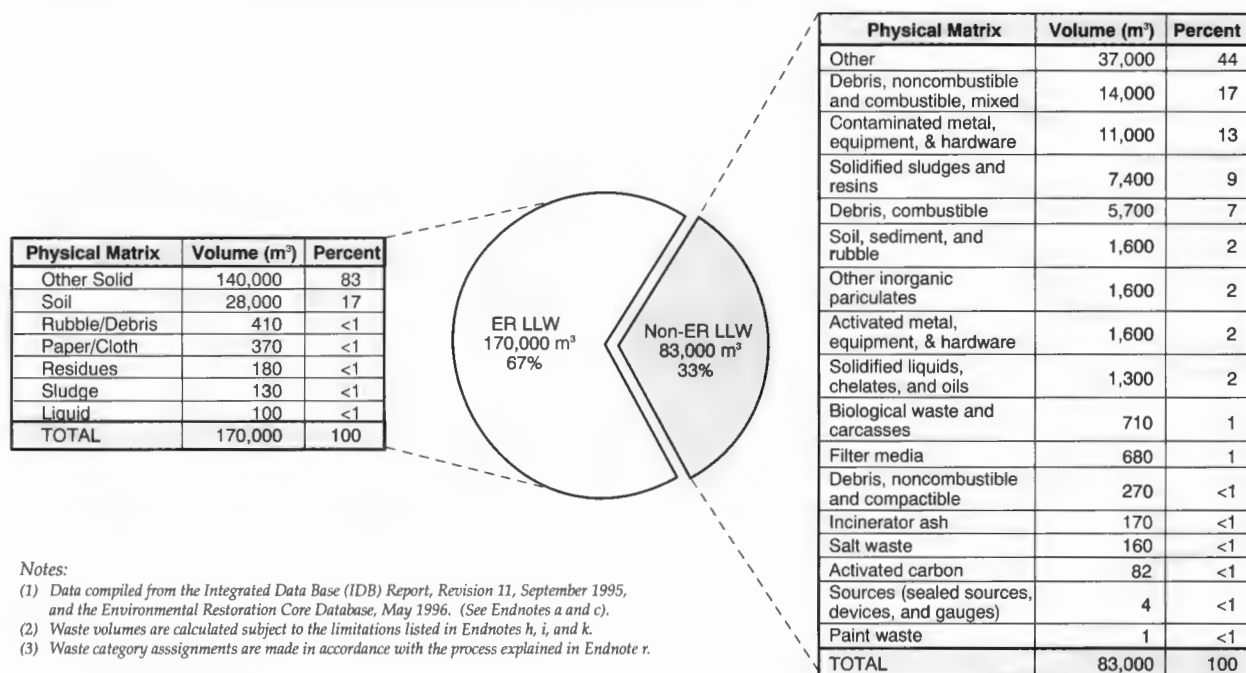 Physical Matrix Volume (m³) Percent
Other Solid 140,000 83
Soil 28,000 17
Rubble/Debris 410 <1
Paper/Cloth 370 <1
Residues 180 <1
Sludge 130 <1
Liquid 100 <1
TOTAL 170,000 100
ER LLW
170,000 m³
67%
Non-ER LLW
83,000 m³
33%
Physical Matrix Volume (m³) Percent
Other 37,000 44
Debris, noncombustible
and combustible, mixed 14,000 17
Contaminated metal,
equipment, & hardware 11,000 13
Solidified sludges and
resins 7,400 9
Debris, combustible 5,700 7
Soil, sediment, and
rubble 1,600 2
Other inorganic
pariculates 1,600 2
Activated metal,
equipment, & hardware 1,600 2
Solidified liquids,
chelates, and oils 1,300 2
Biological waste and
carcasses 710 1
Filter media 680 1
Debris, noncombustible
and compactible 270 <1
Incinerator ash 170 <1
Salt waste 160 <1
Activated carbon 82 <1
Sources (sealed sources,
devices, and gauges) 4 <1
Paint waste 1 <1
TOTAL 83,000 100
Notes:
(1) Data compiled from the Integrated Data Base (IDB) Report, Revision 11, September 1995,
and the Environmental Restoration Core Database, May 1996. (See Endnotes a and c).
(2) Waste volumes are calculated subject to the limitations listed in Endnotes h, i, and k.
(3) Waste category asssignments are made in accordance with the process explained in Endnote r.